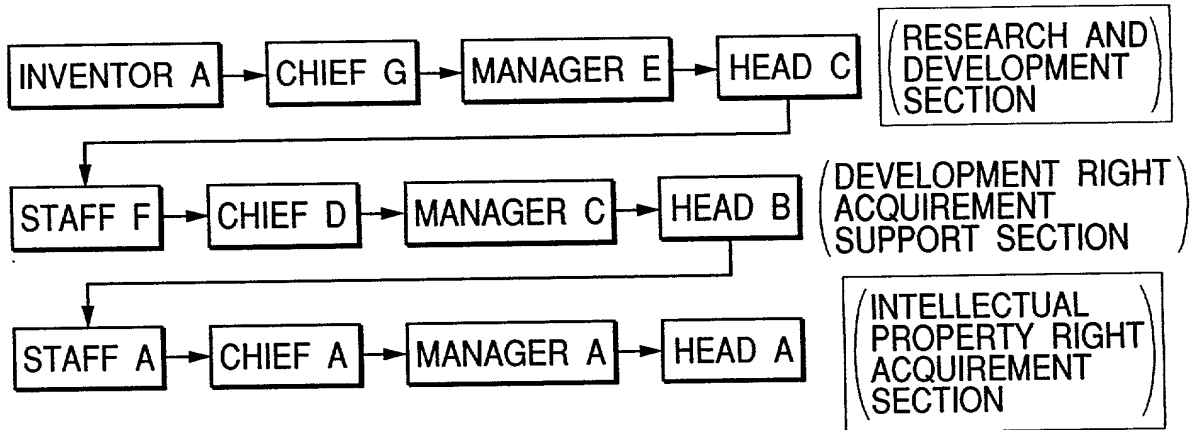 INVENTOR A
CHIEF G
MANAGER E
HEAD C
(RESEARCH AND
DEVELOPMENT
SECTION)
STAFF F
CHIEF D
MANAGER C
HEAD B
(DEVELOPMENT RIGHT
ACQUIREMENT
SUPPORT SECTION)
STAFF A
CHIEF A
MANAGER A
HEAD A
(INTELLECTUAL
PROPERTY RIGHT
ACQUIREMENT
SECTION)